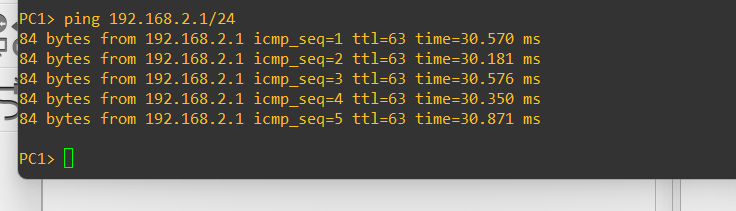 PC1> ping 192.168.2.1/24
84 bytes from 192.168.2.1 icmp_seq=1 ttl=63 time=30.570 ms
84 bytes from 192.168.2.1 icmp_seq=2 ttl=63 time=30.181 ms
84 bytes from 192.168.2.1 icmp_seq=3 ttl=63 time=30.576 ms
84 bytes from 192.168.2.1 icmp_seq=4 ttl=63 time=30.350 ms
84 bytes from 192.168.2.1 icmp_seq=5 ttl=63 time=30.871 ms
PC1>